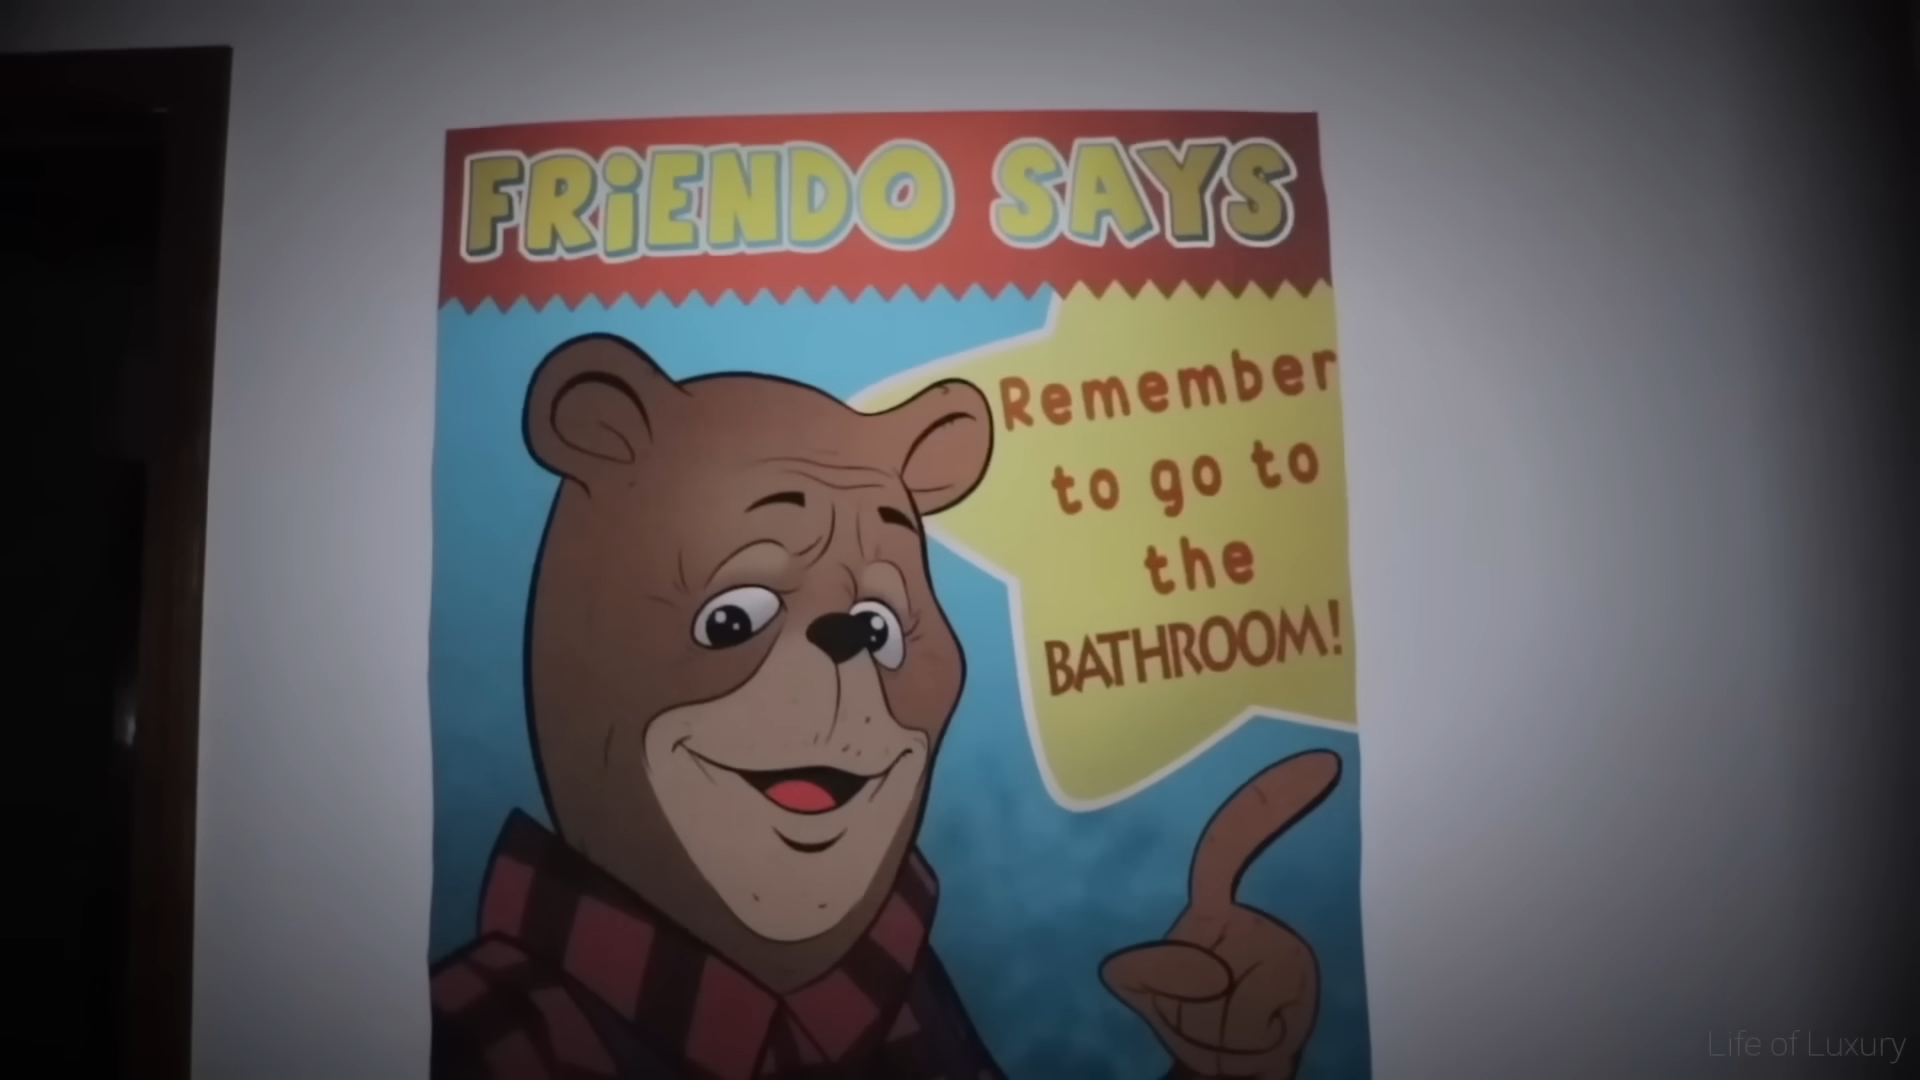 FRiENDO SAYS
Remember
to go to
the
BATHROOM!
Life of Luxury